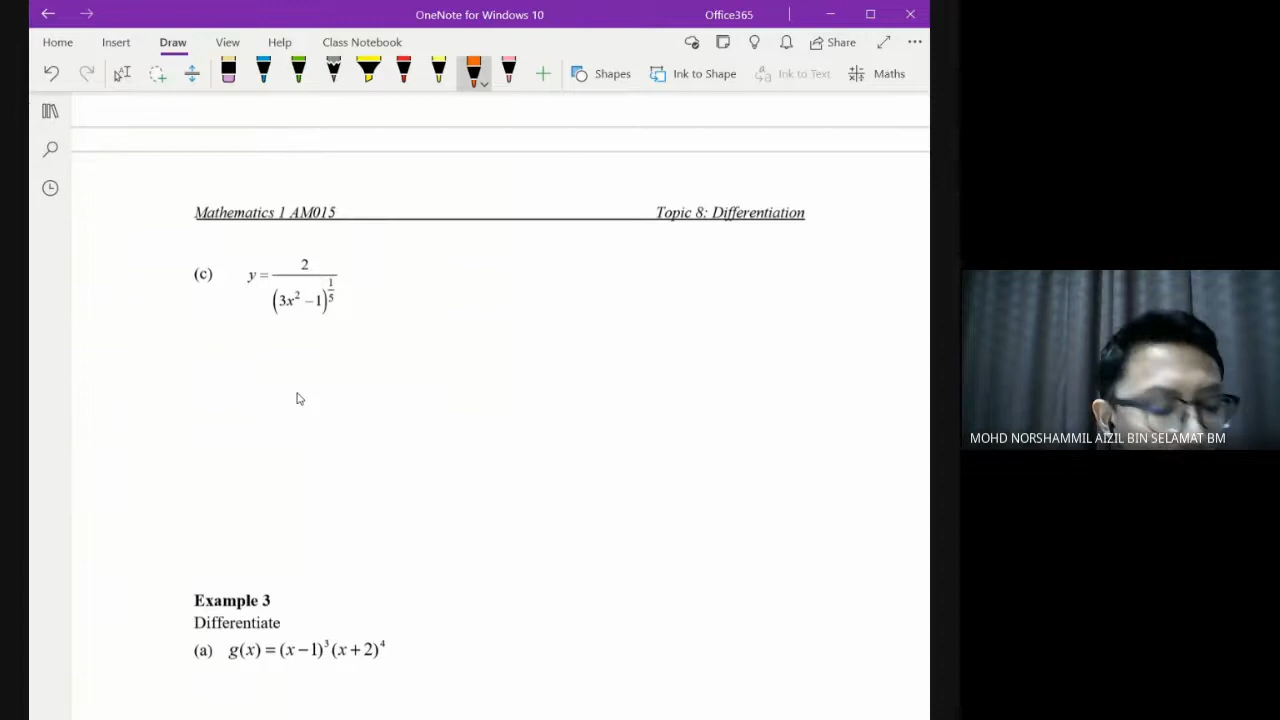 OneNote for Windows 10
Office365
Home Insert Draw View Help Class Notebook
Share
Shapes Ink to Shape Ink to Text Maths
Mathematics 1 AM015 Topic 8: Differentiation
(c) y = 2 / (3x² − 1)^(1/5)
MOHD NORSHAMMIL AIZIL BIN SELAMAT BM
Example 3
Differentiate
(a) g(x) = (x − 1)³ (x + 2)⁴